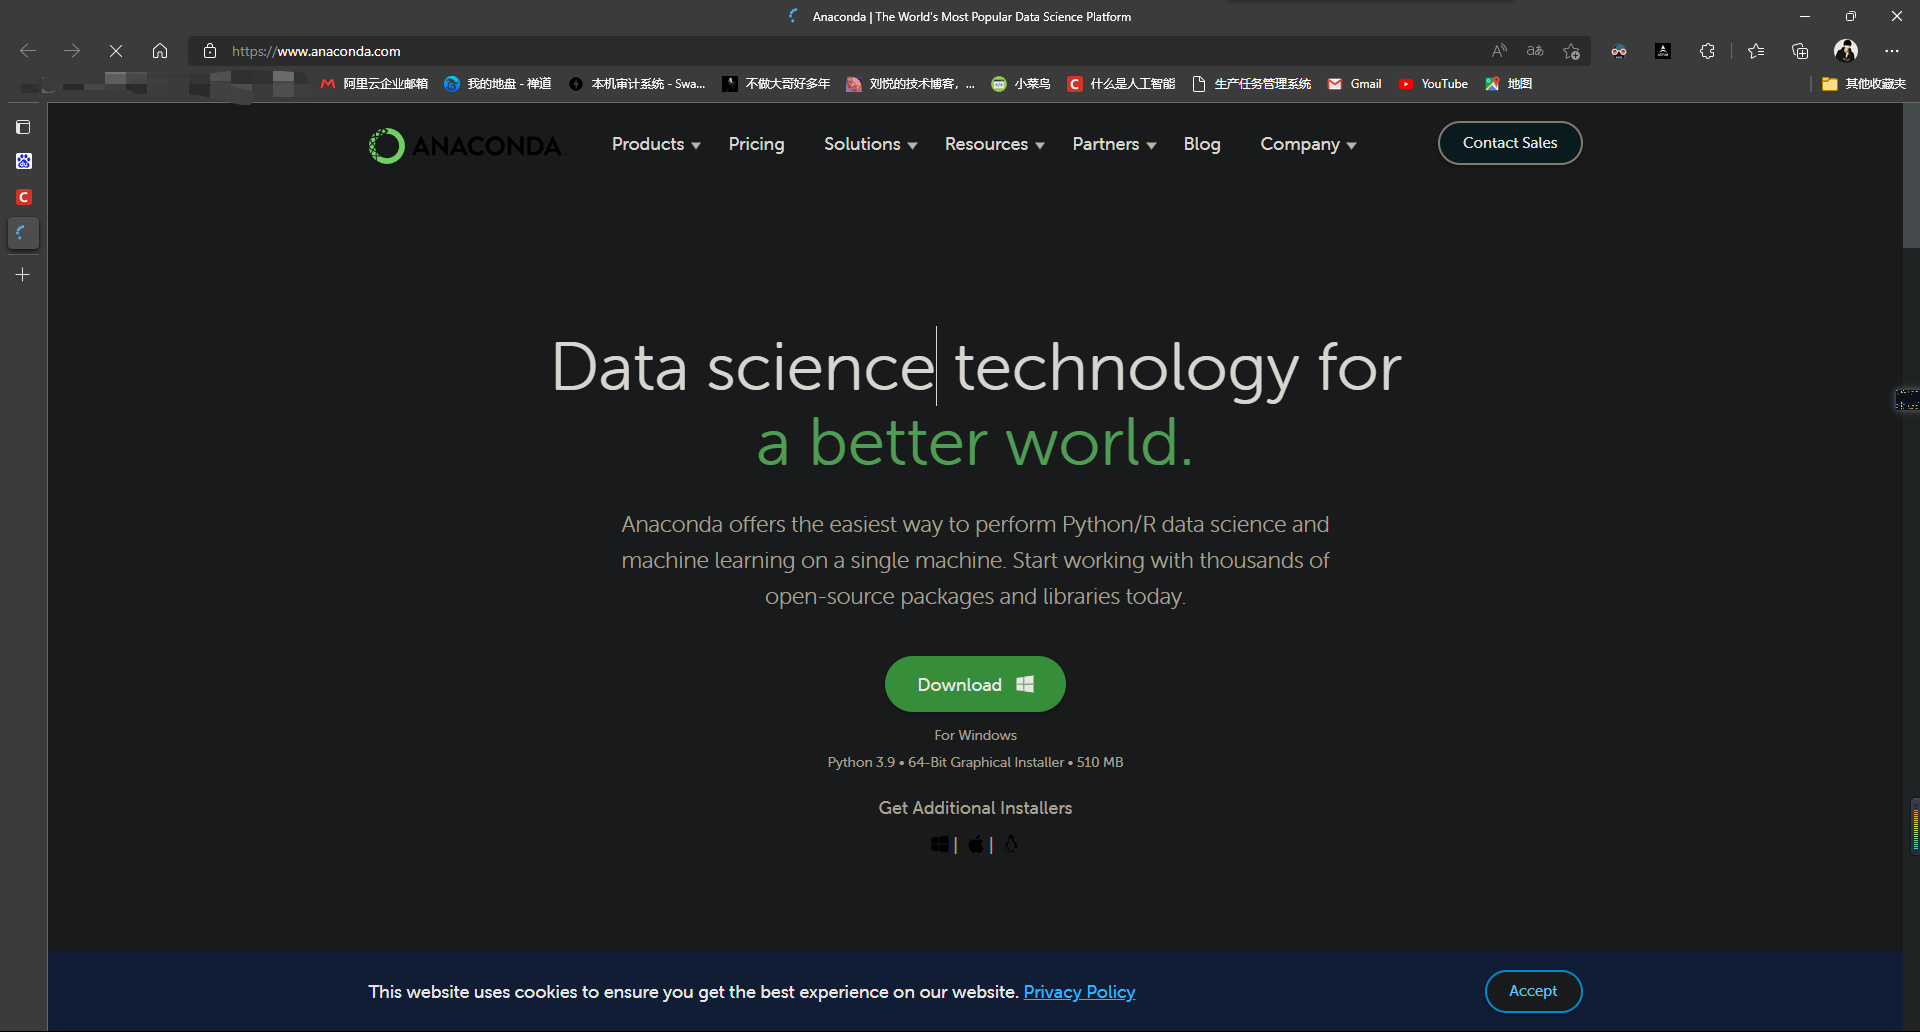 Anaconda | The World's Most Popular Data Science Platform
https://www.anaconda.com
阿里云企业邮箱 我的地盘 - 禅道 本机审计系统 - Swa... 不做大哥好多年 刘悦的技术博客，... 小菜鸟 什么是人工智能 生产任务管理系统 Gmail YouTube 地图 其他收藏夹
ANACONDA. Products Pricing Solutions Resources Partners Blog Company Contact Sales
Data science technology for
a better world.
Anaconda offers the easiest way to perform Python/R data science and
machine learning on a single machine. Start working with thousands of
open-source packages and libraries today.
Download
For Windows
Python 3.9 • 64-Bit Graphical Installer • 510 MB
Get Additional Installers
| |
This website uses cookies to ensure you get the best experience on our website. Privacy Policy Accept